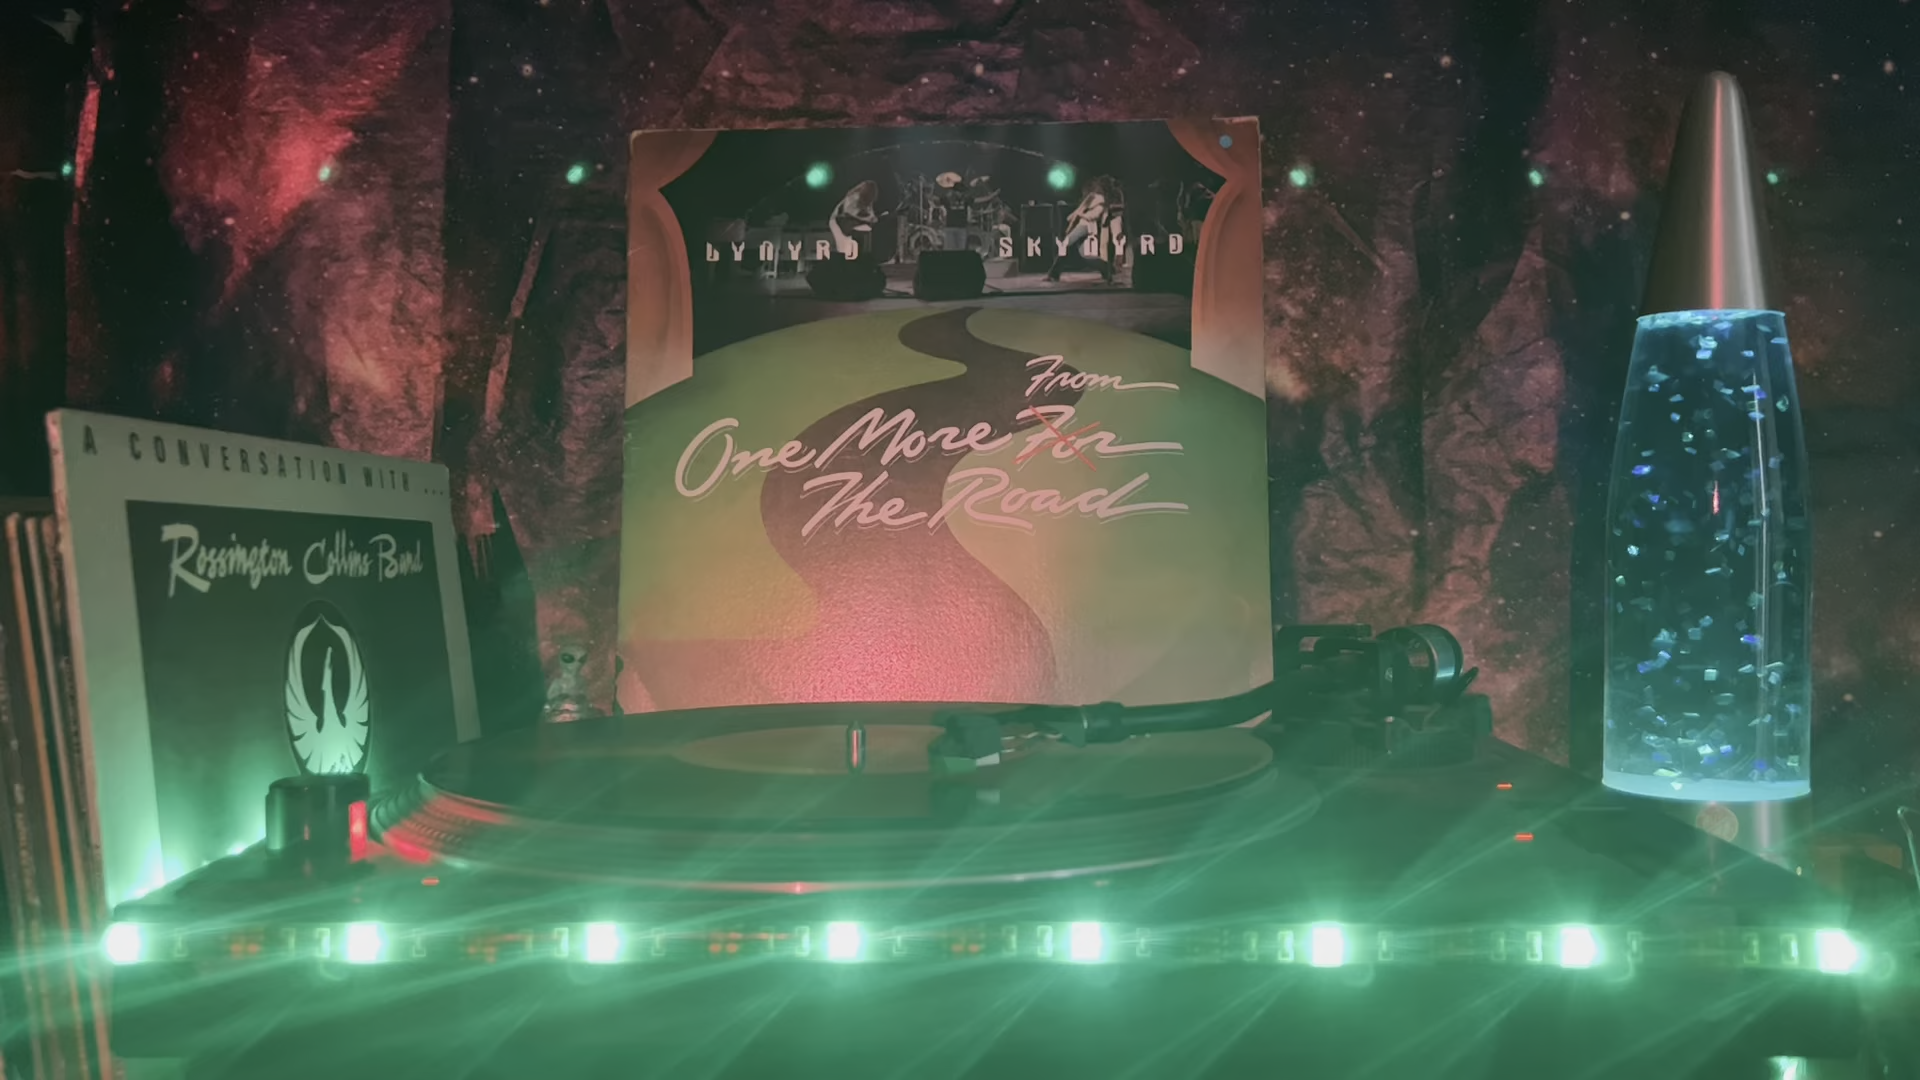 LYNYRD SKYNYRD
From
One More For
The Road
A CONVERSATION WITH ...
Rossington Collins Band